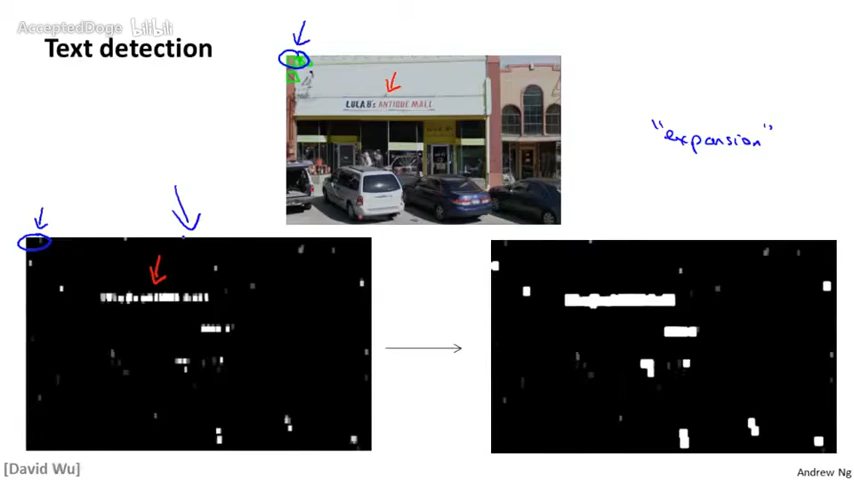 AcceptedDoge bilibili
Text detection
LULA B's ANTIQUE MALL
"expansion"
[David Wu]
Andrew Ng